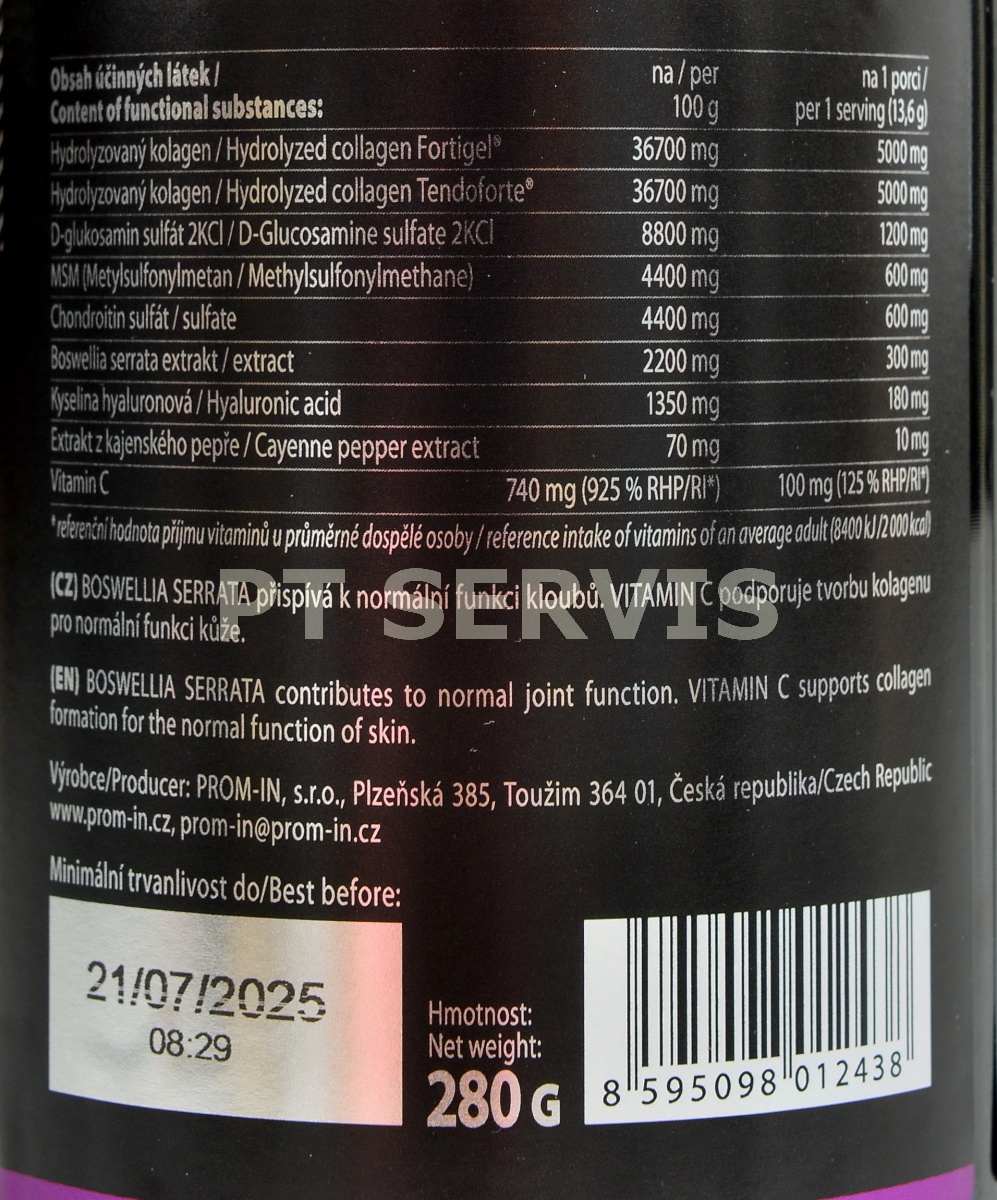 Obsah účinných látek / na / per na 1 porci /
Content of functional substances: 100 g per 1 serving (13,6 g)
Hydrolyzovaný kolagen / Hydrolyzed collagen Fortigel® 36700 mg 5000 mg
Hydrolyzovaný kolagen / Hydrolyzed collagen Tendoforte® 36700 mg 5000 mg
D-glukosamin sulfát 2KCl / D-Glucosamine sulfate 2KCl 8800 mg 1200 mg
MSM (Metylsulfonylmetan / Methylsulfonylmethane) 4400 mg 600 mg
Chondroitin sulfát / sulfate 4400 mg 600 mg
Boswellia serrata extrakt / extract 2200 mg 300 mg
Kyselina hyaluronová / Hyaluronic acid 1350 mg 180 mg
Extrakt z kajenského pepře / Cayenne pepper extract 70 mg 10 mg
Vitamin C 740 mg (925 % RHP/RI*) 100 mg (125 % RHP/RI*)
*referenční hodnota příjmu vitaminů u průměrné dospělé osoby / reference intake of vitamins of an average adult (8400 kJ / 2000 kcal)
(CZ) BOSWELLIA SERRATA přispívá k normální funkci kloubů. VITAMIN C podporuje tvorbu kolagenu
pro normální funkci kůže.
PT SERVIS
(EN) BOSWELLIA SERRATA contributes to normal joint function. VITAMIN C supports collagen
formation for the normal function of skin.
Výrobce/Producer: PROM-IN, s.r.o., Plzeňská 385, Toužim 364 01, Česká republika/Czech Republic
www.prom-in.cz, prom-in@prom-in.cz
Minimální trvanlivost do/Best before:
21/07/2025
08:29
Hmotnost:
Net weight:
280 G
8 595098 012438